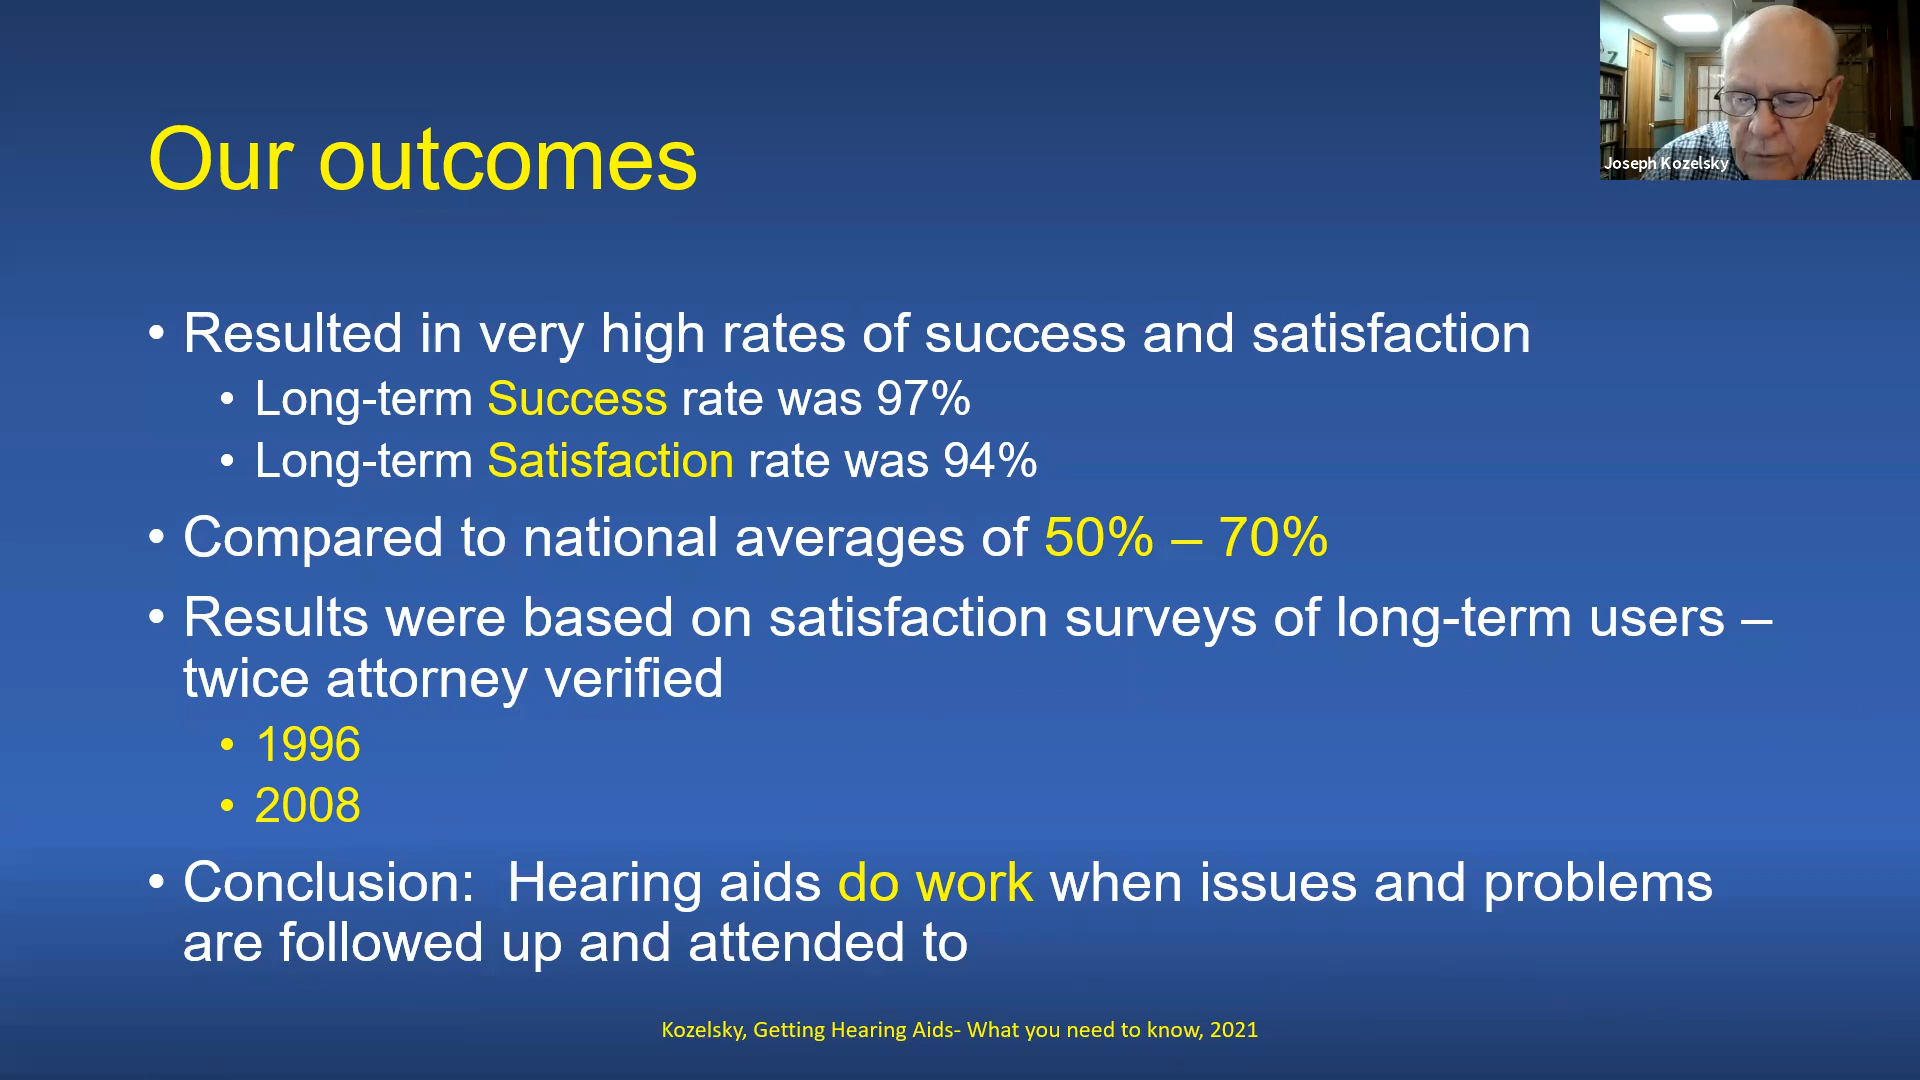 Joseph Kozelsky
Our outcomes
• Resulted in very high rates of success and satisfaction
• Long-term Success rate was 97%
• Long-term Satisfaction rate was 94%
• Compared to national averages of 50% – 70%
• Results were based on satisfaction surveys of long-term users –
twice attorney verified
• 1996
• 2008
• Conclusion:  Hearing aids do work when issues and problems
are followed up and attended to
Kozelsky, Getting Hearing Aids- What you need to know, 2021